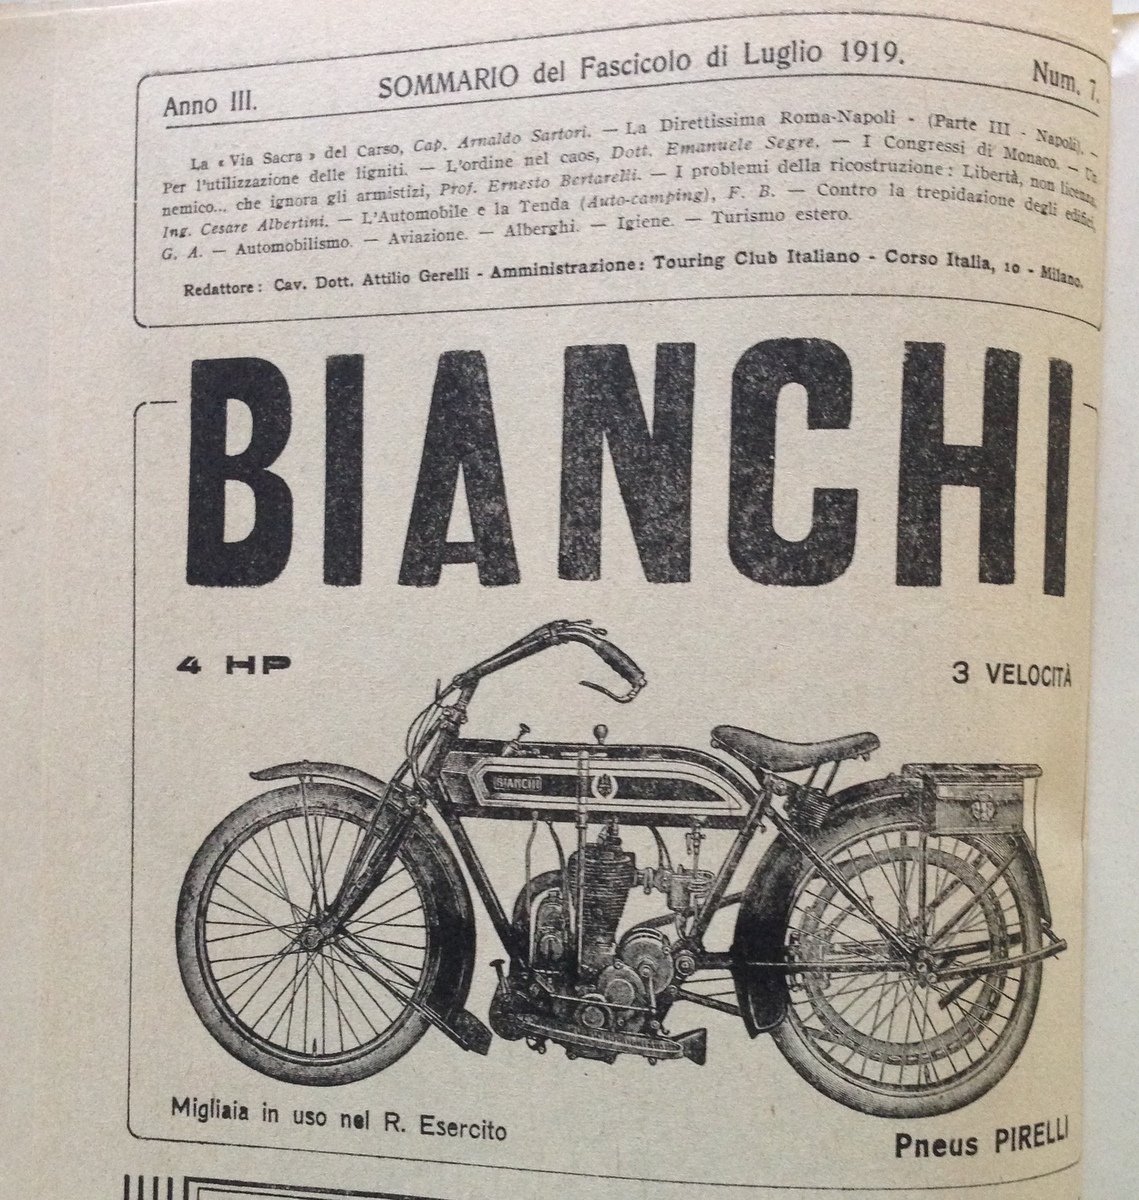 Anno III.
SOMMARIO del Fascicolo di Luglio 1919.
Num. 7.
La « Via Sacra » del Carso, Cap. Arnaldo Sartori. — La Direttissima Roma-Napoli - (Parte III - Napoli). —
Per l'utilizzazione delle ligniti. — L'ordine nel caos, Dott. Emanuele Segre. — I Congressi di Monaco. — Un
nemico... che ignora gli armistizi, Prof. Ernesto Bertarelli. — I problemi della ricostruzione: Libertà, non licenza,
Ing. Cesare Albertini. — L'Automobile e la Tenda (Auto-camping), F. B. — Contro la trepidazione degli edifici,
G. A. — Automobilismo. — Aviazione. — Alberghi. — Igiene. — Turismo estero.
Redattore: Cav. Dott. Attilio Gerelli - Amministrazione: Touring Club Italiano - Corso Italia, 10 - Milano.
BIANCHI
4 HP
3 VELOCITÀ
BIANCHI
Migliaia in uso nel R. Esercito
Pneus PIRELLI